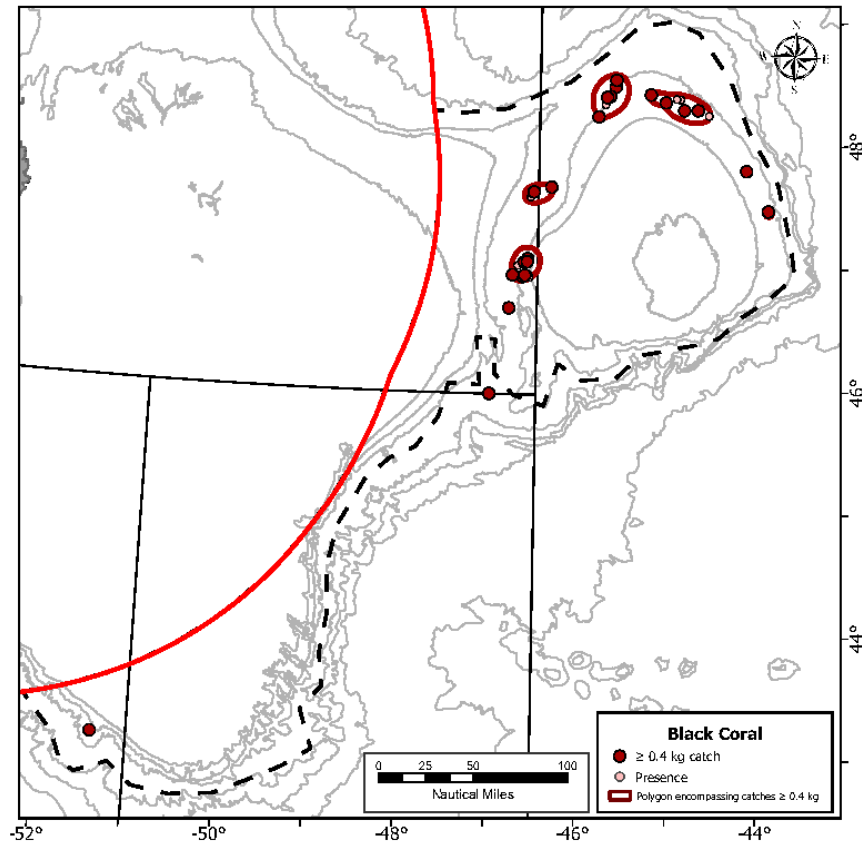 N
W E
S
48°
46°
44°
Black Coral
≥ 0.4 kg catch
Presence
Polygon encompassing catches ≥ 0.4 kg
0 25 50 100
Nautical Miles
-52° -50° -48° -46° -44°